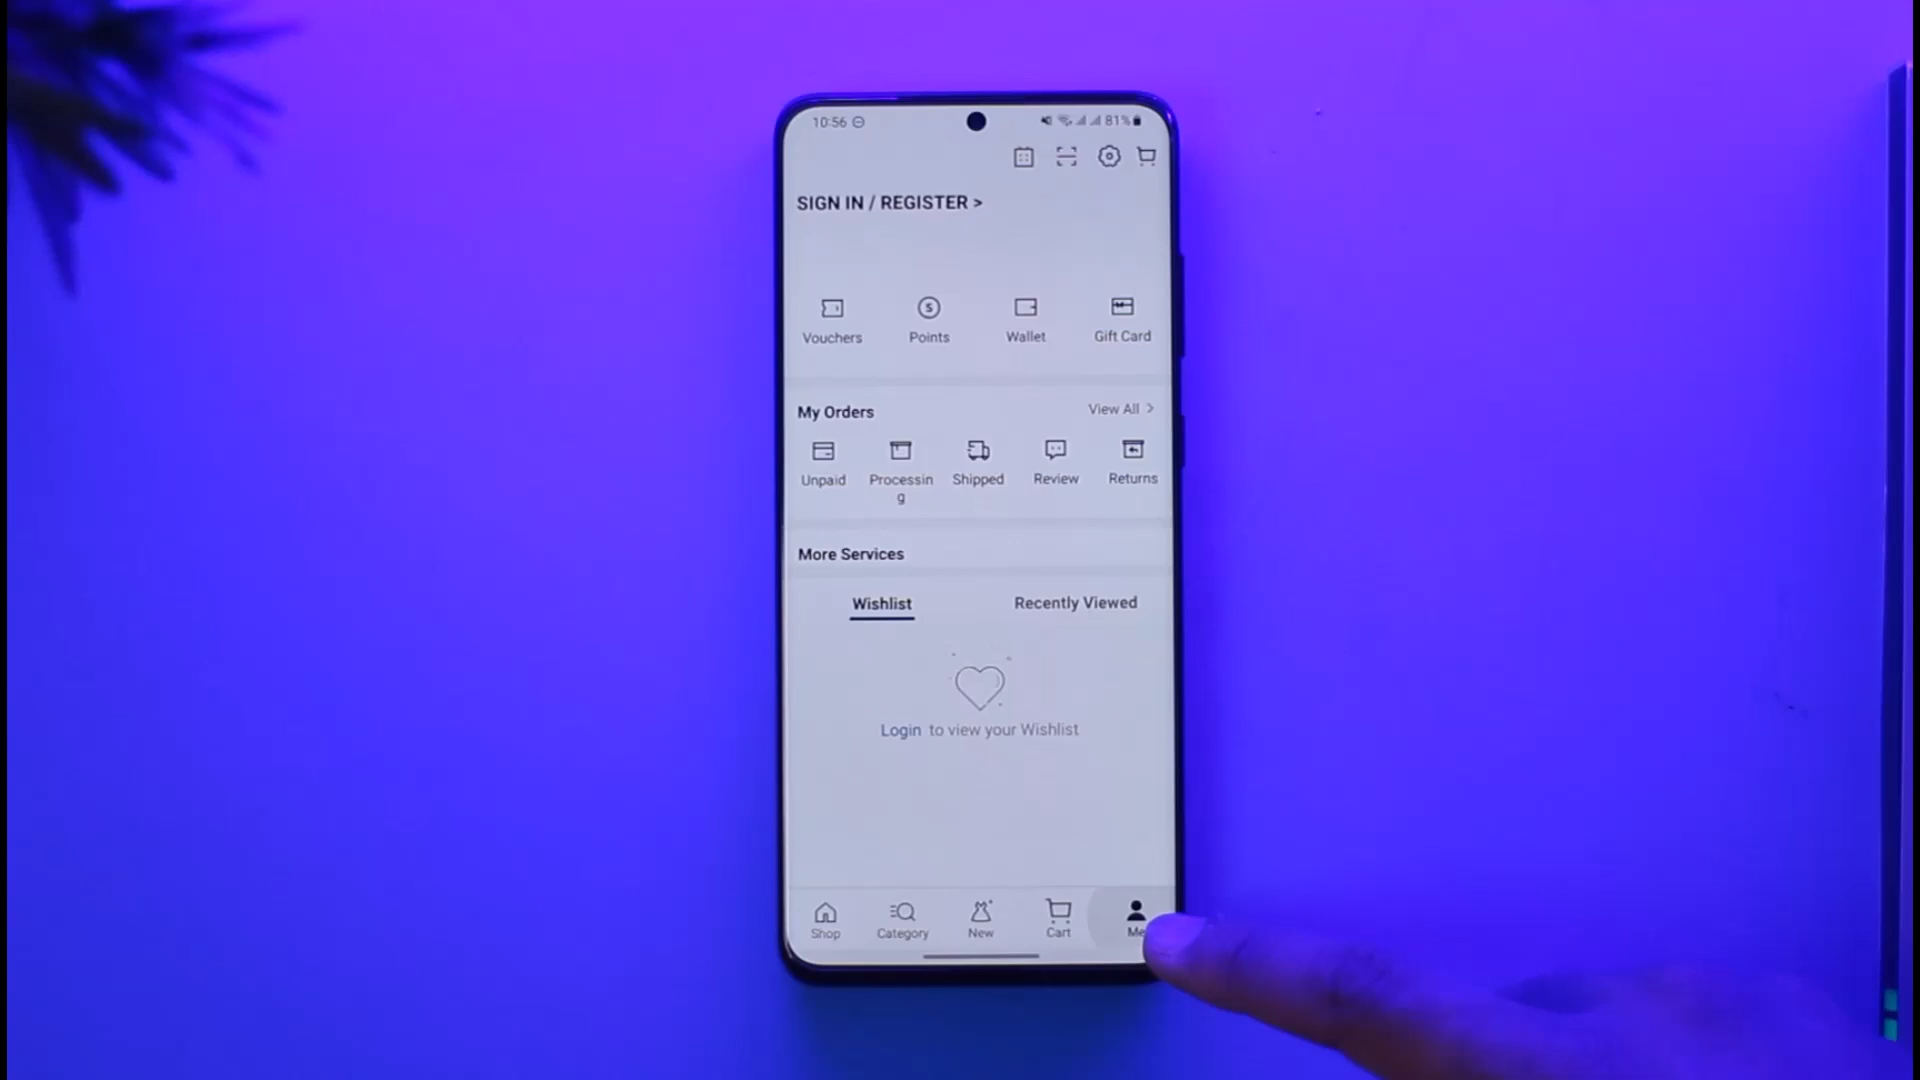 10:56 81%
SIGN IN / REGISTER >
Vouchers Points Wallet Gift Card
My Orders View All >
Unpaid Processin Shipped Review Returns
g
More Services
Wishlist Recently Viewed
Login to view your Wishlist
Shop Category New Cart Me